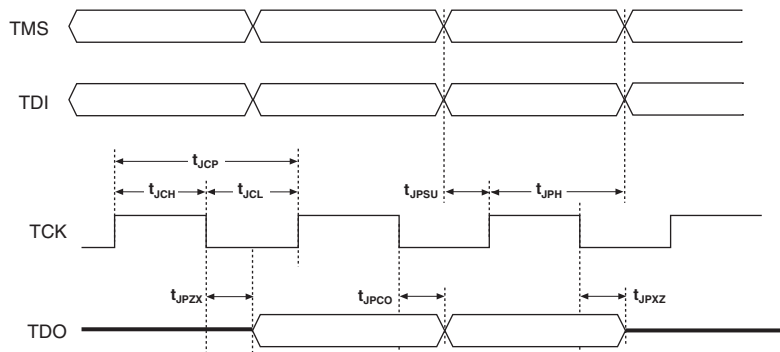 TMS
TDI
tJCP
tJCH tJCL tJPSU tJPH
TCK
tJPZX tJPCO tJPXZ
TDO